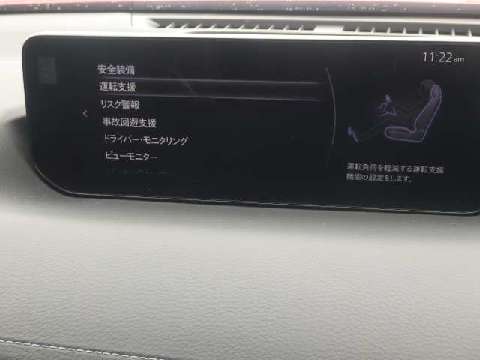 11:22 am
安全装備
運転支援
リスク警報
事故回避支援
ドライバー・モニタリング
ビューモニター
運転負荷を軽減する運転支援
機能の設定をします。